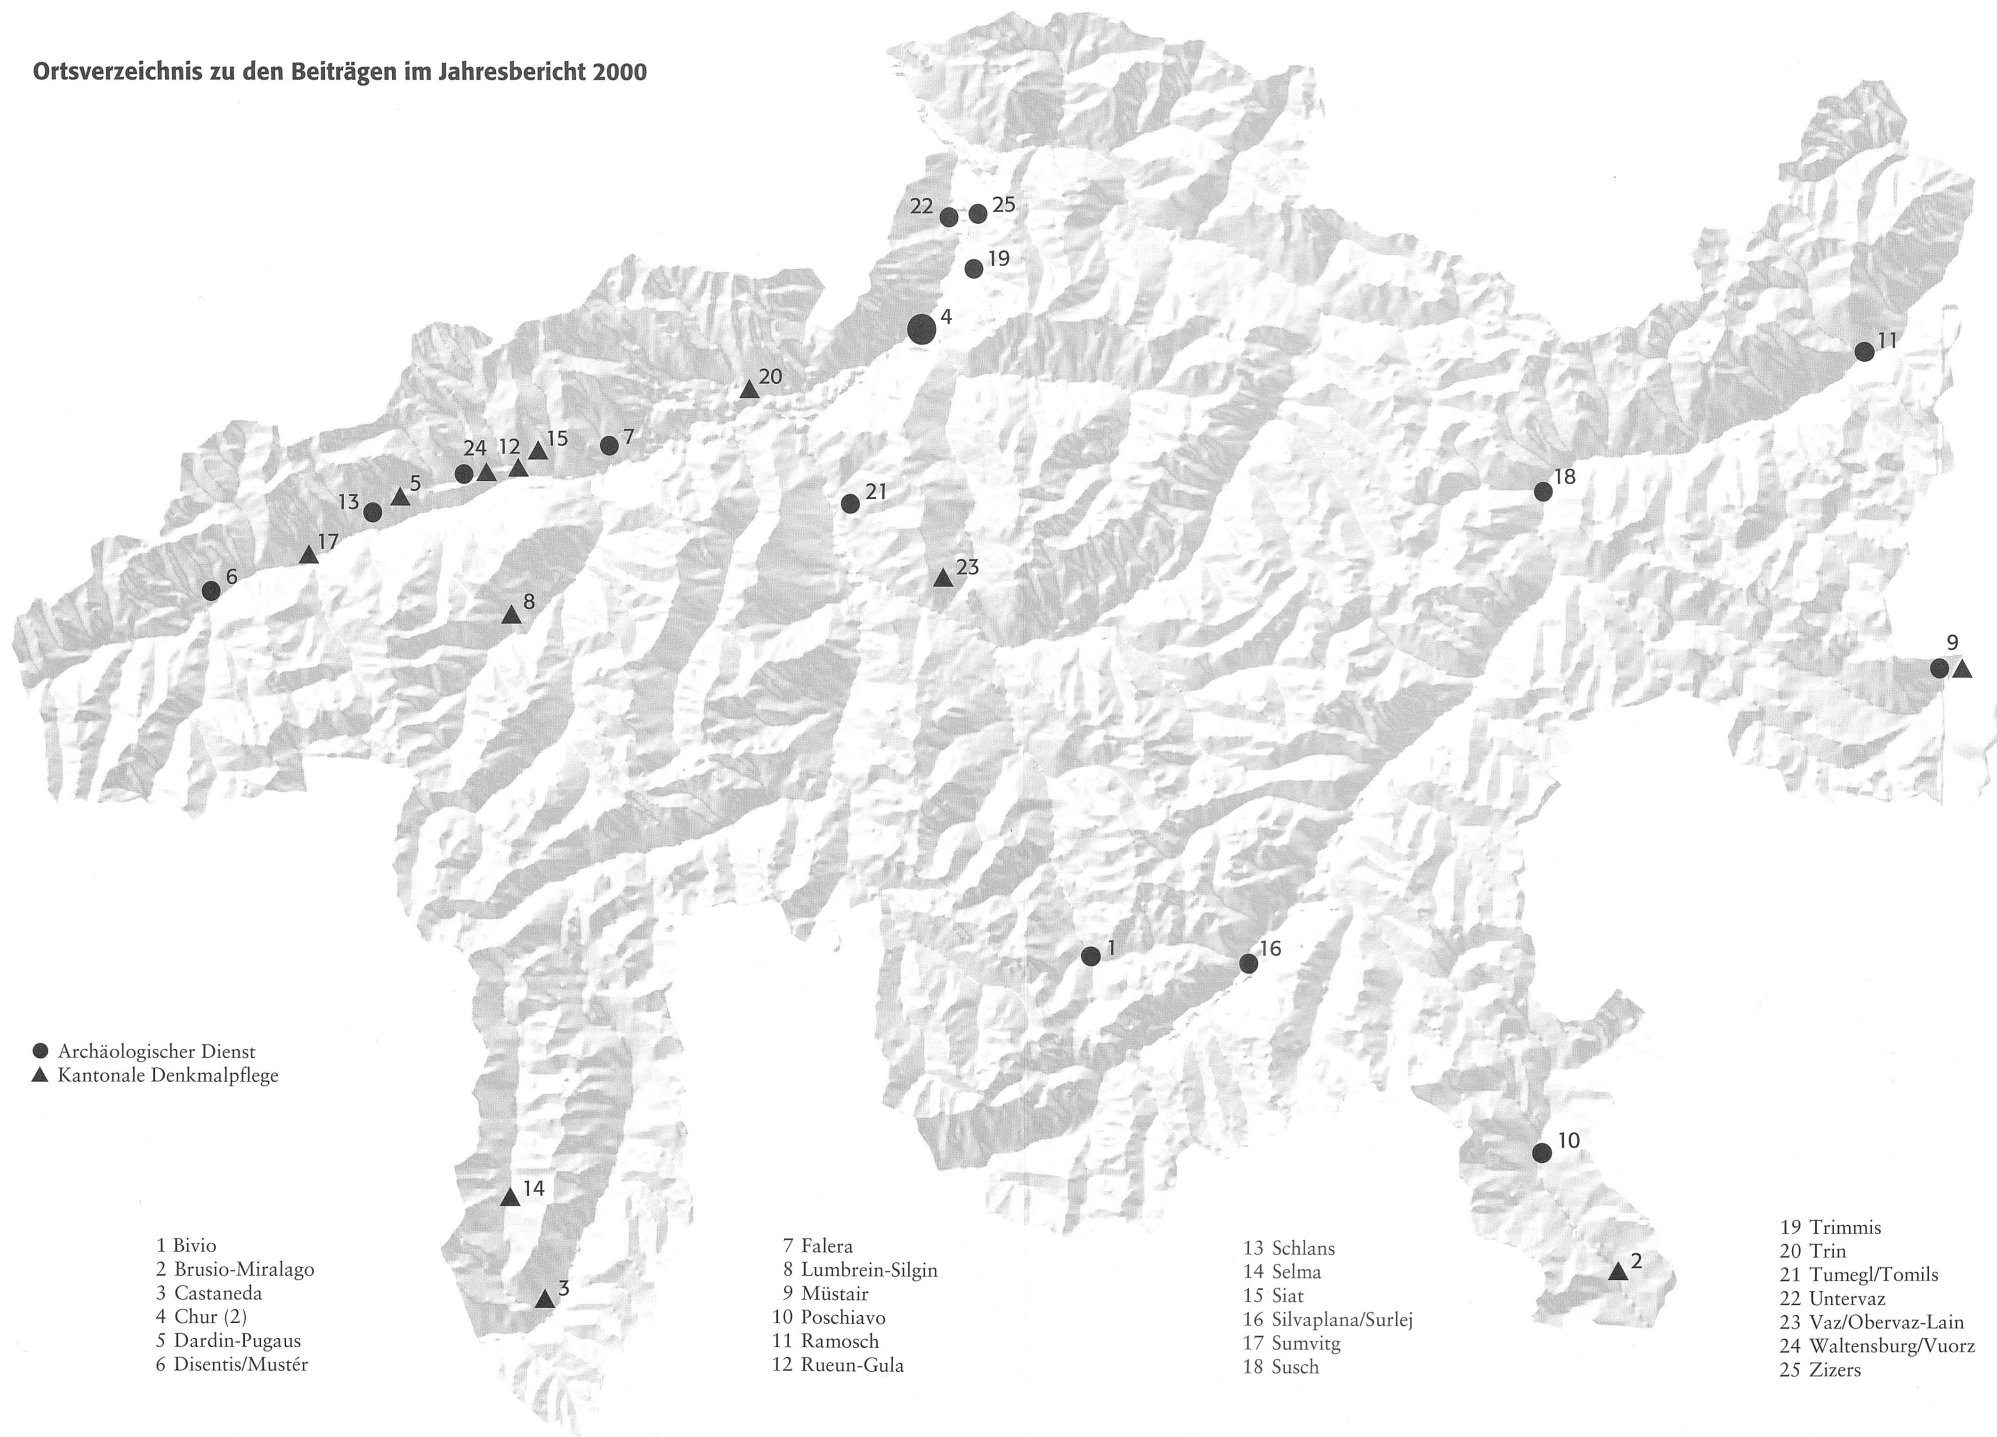 Ortsverzeichnis zu den Beiträgen im Jahresbericht 2000
22
25
19
4
11
20
24
12
15
7
5
13
21
18
17
6
23
8
9
1
16
● Archäologischer Dienst
▲ Kantonale Denkmalpflege
10
14
2
3
1 Bivio
2 Brusio-Miralago
3 Castaneda
4 Chur (2)
5 Dardin-Pugaus
6 Disentis/Mustér
7 Falera
8 Lumbrein-Silgin
9 Müstair
10 Poschiavo
11 Ramosch
12 Rueun-Gula
13 Schlans
14 Selma
15 Siat
16 Silvaplana/Surlej
17 Sumvitg
18 Susch
19 Trimmis
20 Trin
21 Tumegl/Tomils
22 Untervaz
23 Vaz/Obervaz-Lain
24 Waltensburg/Vuorz
25 Zizers